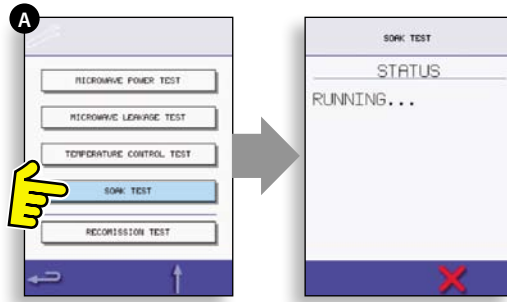 A
MICROWAVE POWER TEST
MICROWAVE LEAKAGE TEST
TEMPERATURE CONTROL TEST
SOAK TEST
RECOMISSION TEST
SOAK TEST
STATUS
RUNNING...